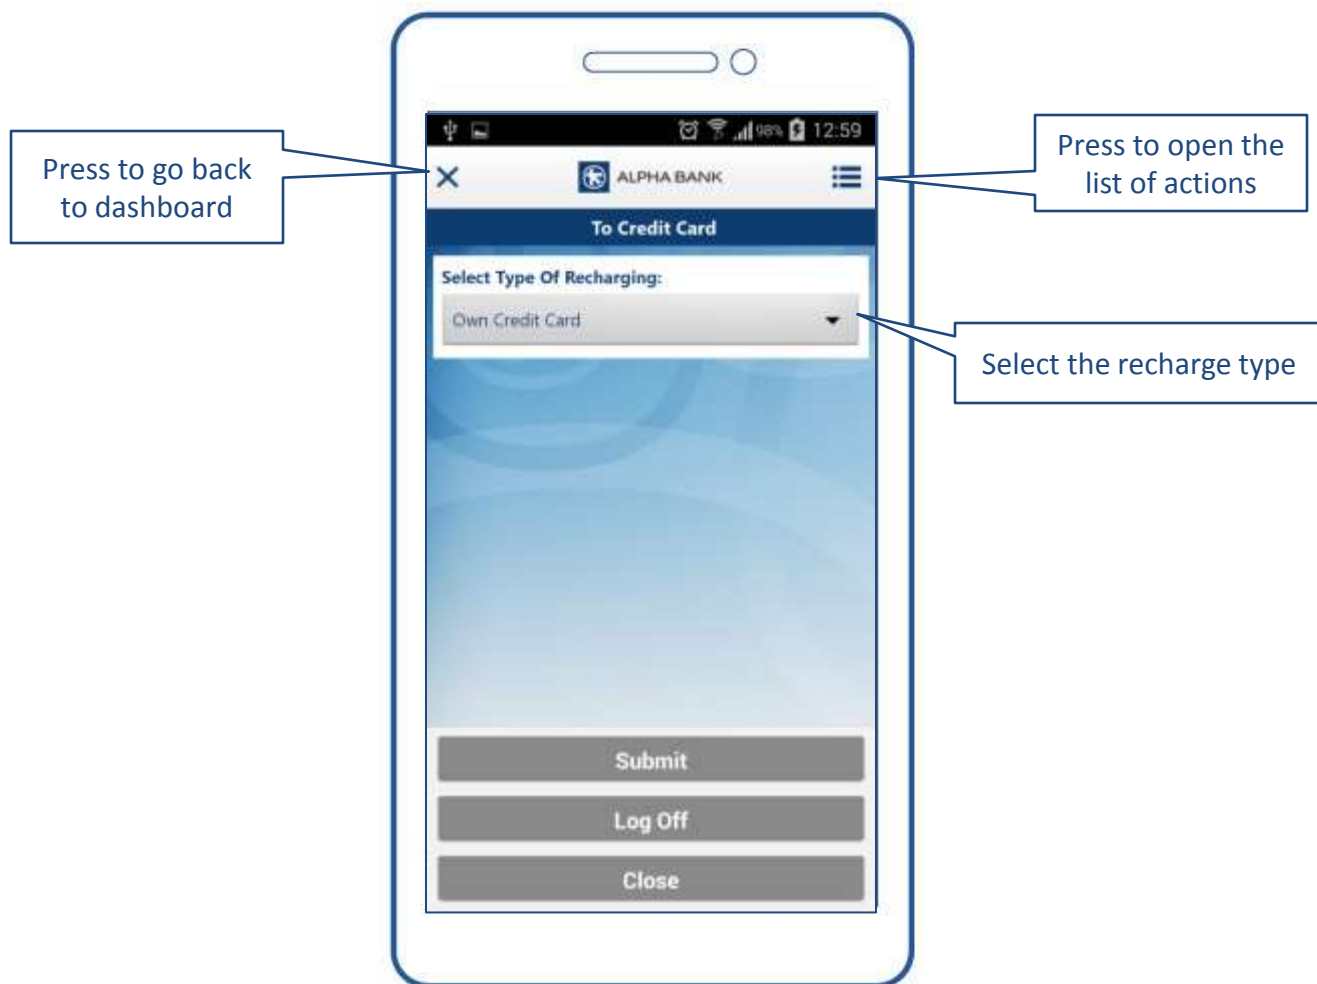 98% 12:59
Press to go back
to dashboard
ALPHA BANK
Press to open the
list of actions
To Credit Card
Select Type Of Recharging:
Own Credit Card
Select the recharge type
Submit
Log Off
Close